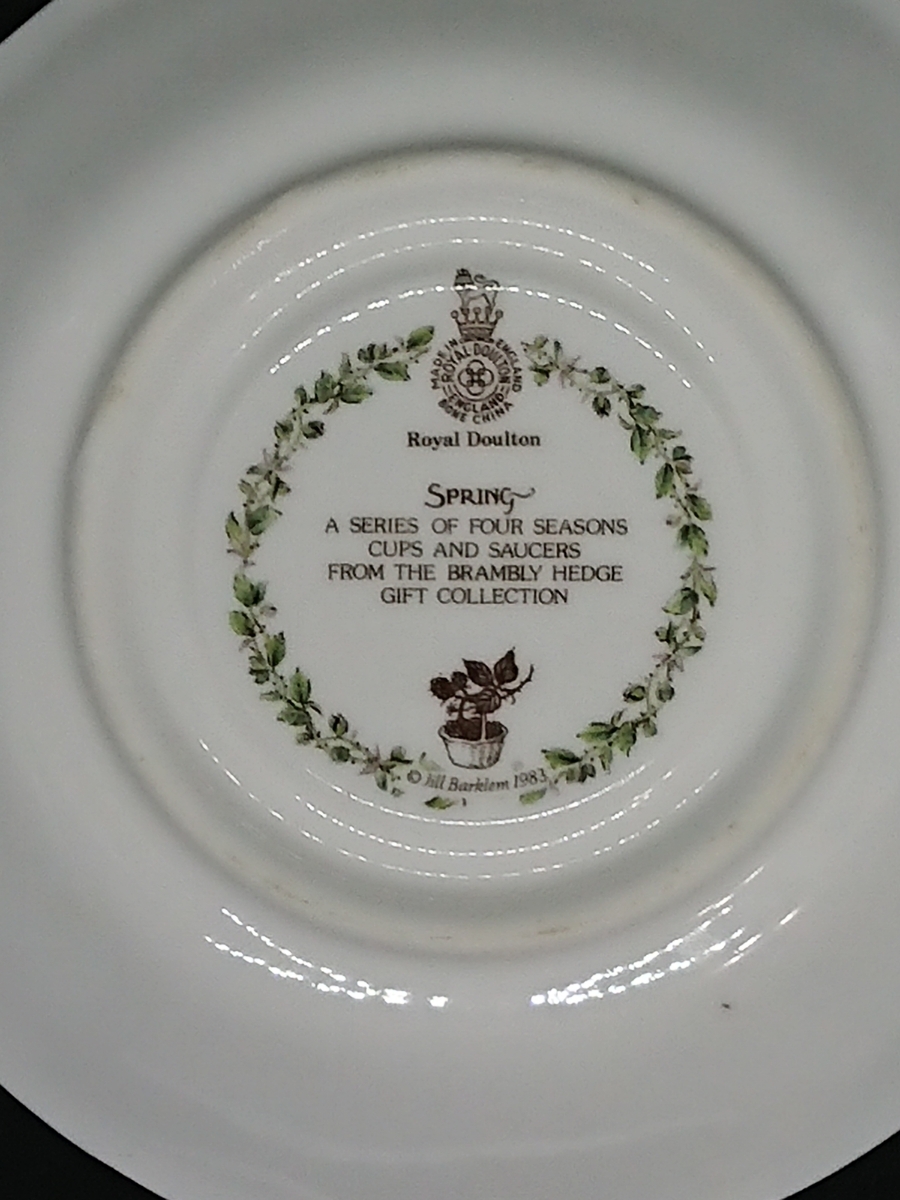 MADE IN ENGLAND
ROYAL DOULTON
ENGLAND
BONE CHINA
Royal Doulton
SPRING
A SERIES OF FOUR SEASONS
CUPS AND SAUCERS
FROM THE BRAMBLY HEDGE
GIFT COLLECTION
© Jill Barklem 1983